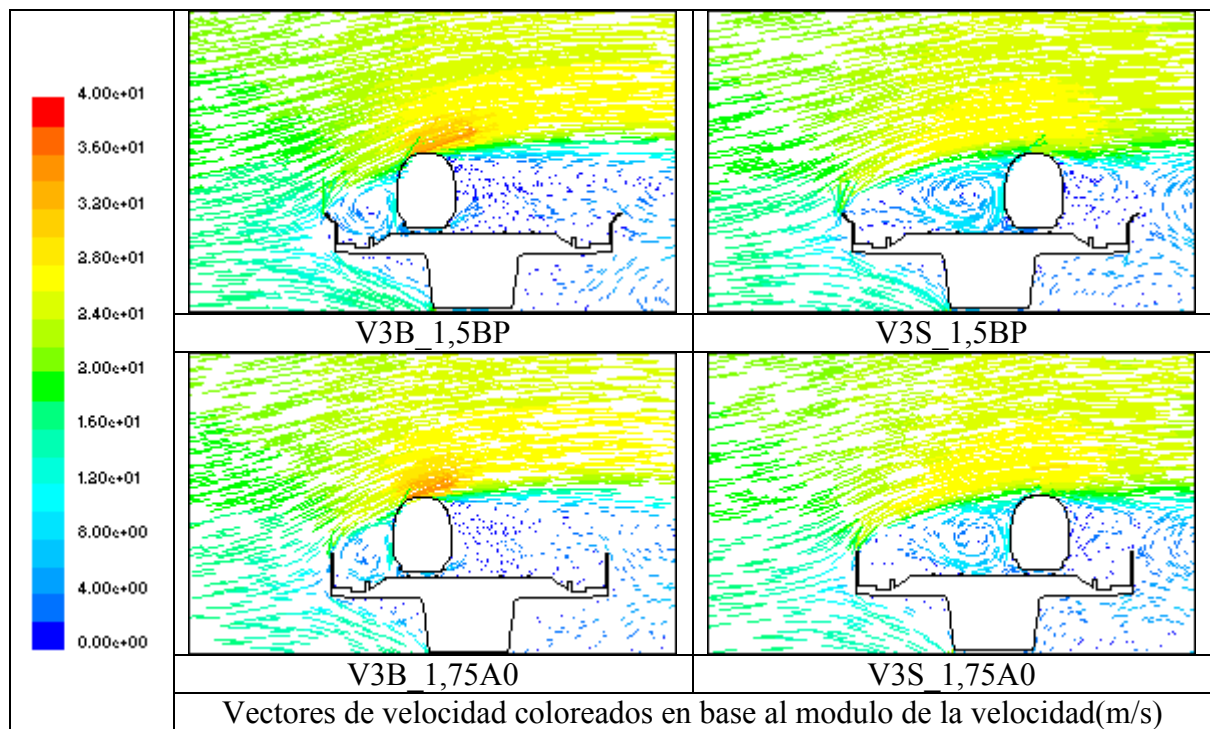 4.00e+01
3.60e+01
3.20e+01
2.80e+01
2.40e+01
2.00e+01
1.60e+01
1.20e+01
8.00e+00
4.00e+00
0.00e+00
V3B_1,5BP
V3S_1,5BP
V3B_1,75A0
V3S_1,75A0
Vectores de velocidad coloreados en base al modulo de la velocidad(m/s)